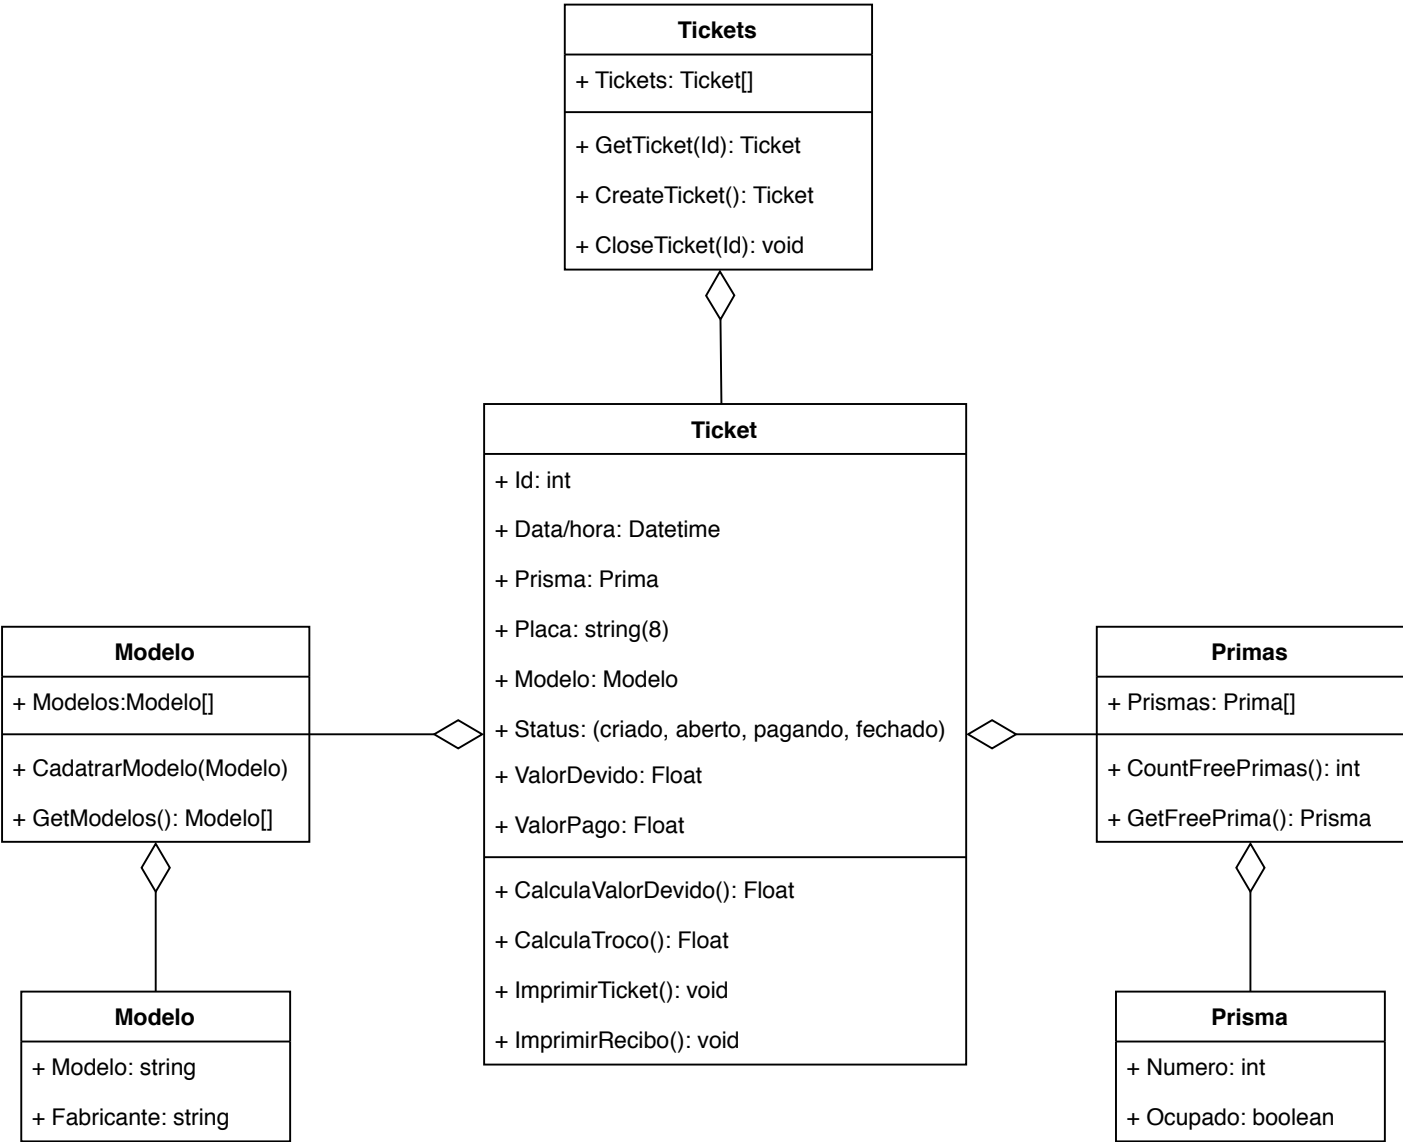 Tickets
+ Tickets: Ticket[]
+ GetTicket(Id): Ticket
+ CreateTicket(): Ticket
+ CloseTicket(Id): void
Ticket
+ Id: int
+ Data/hora: Datetime
+ Prisma: Prima
+ Placa: string(8)
+ Modelo: Modelo
+ Status: (criado, aberto, pagando, fechado)
+ ValorDevido: Float
+ ValorPago: Float
+ CalculaValorDevido(): Float
+ CalculaTroco(): Float
+ ImprimirTicket(): void
+ ImprimirRecibo(): void
Modelo
+ Modelos:Modelo[]
+ CadatrarModelo(Modelo)
+ GetModelos(): Modelo[]
Primas
+ Prismas: Prima[]
+ CountFreePrimas(): int
+ GetFreePrima(): Prisma
Modelo
+ Modelo: string
+ Fabricante: string
Prisma
+ Numero: int
+ Ocupado: boolean